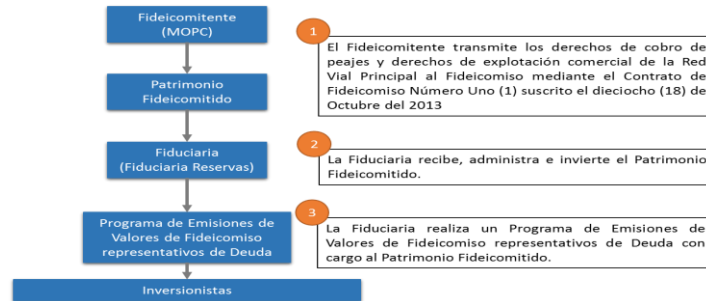 Fideicomitente
(MOPC)
1
El Fideicomitente transmite los derechos de cobro de
peajes y derechos de explotación comercial de la Red
Vial Principal al Fideicomiso mediante el Contrato de
Fideicomiso Número Uno (1) suscrito el dieciocho (18) de
Octubre del 2013
Patrimonio
Fideicomitido
Fiduciaria
(Fiduciaria Reservas)
2
La Fiduciaria recibe, administra e invierte el Patrimonio
Fideicomitido.
Programa de Emisiones de
Valores de Fideicomiso
representativos de Deuda
3
La Fiduciaria realiza un Programa de Emisiones de
Valores de Fideicomiso representativos de Deuda con
cargo al Patrimonio Fideicomitido.
Inversionistas